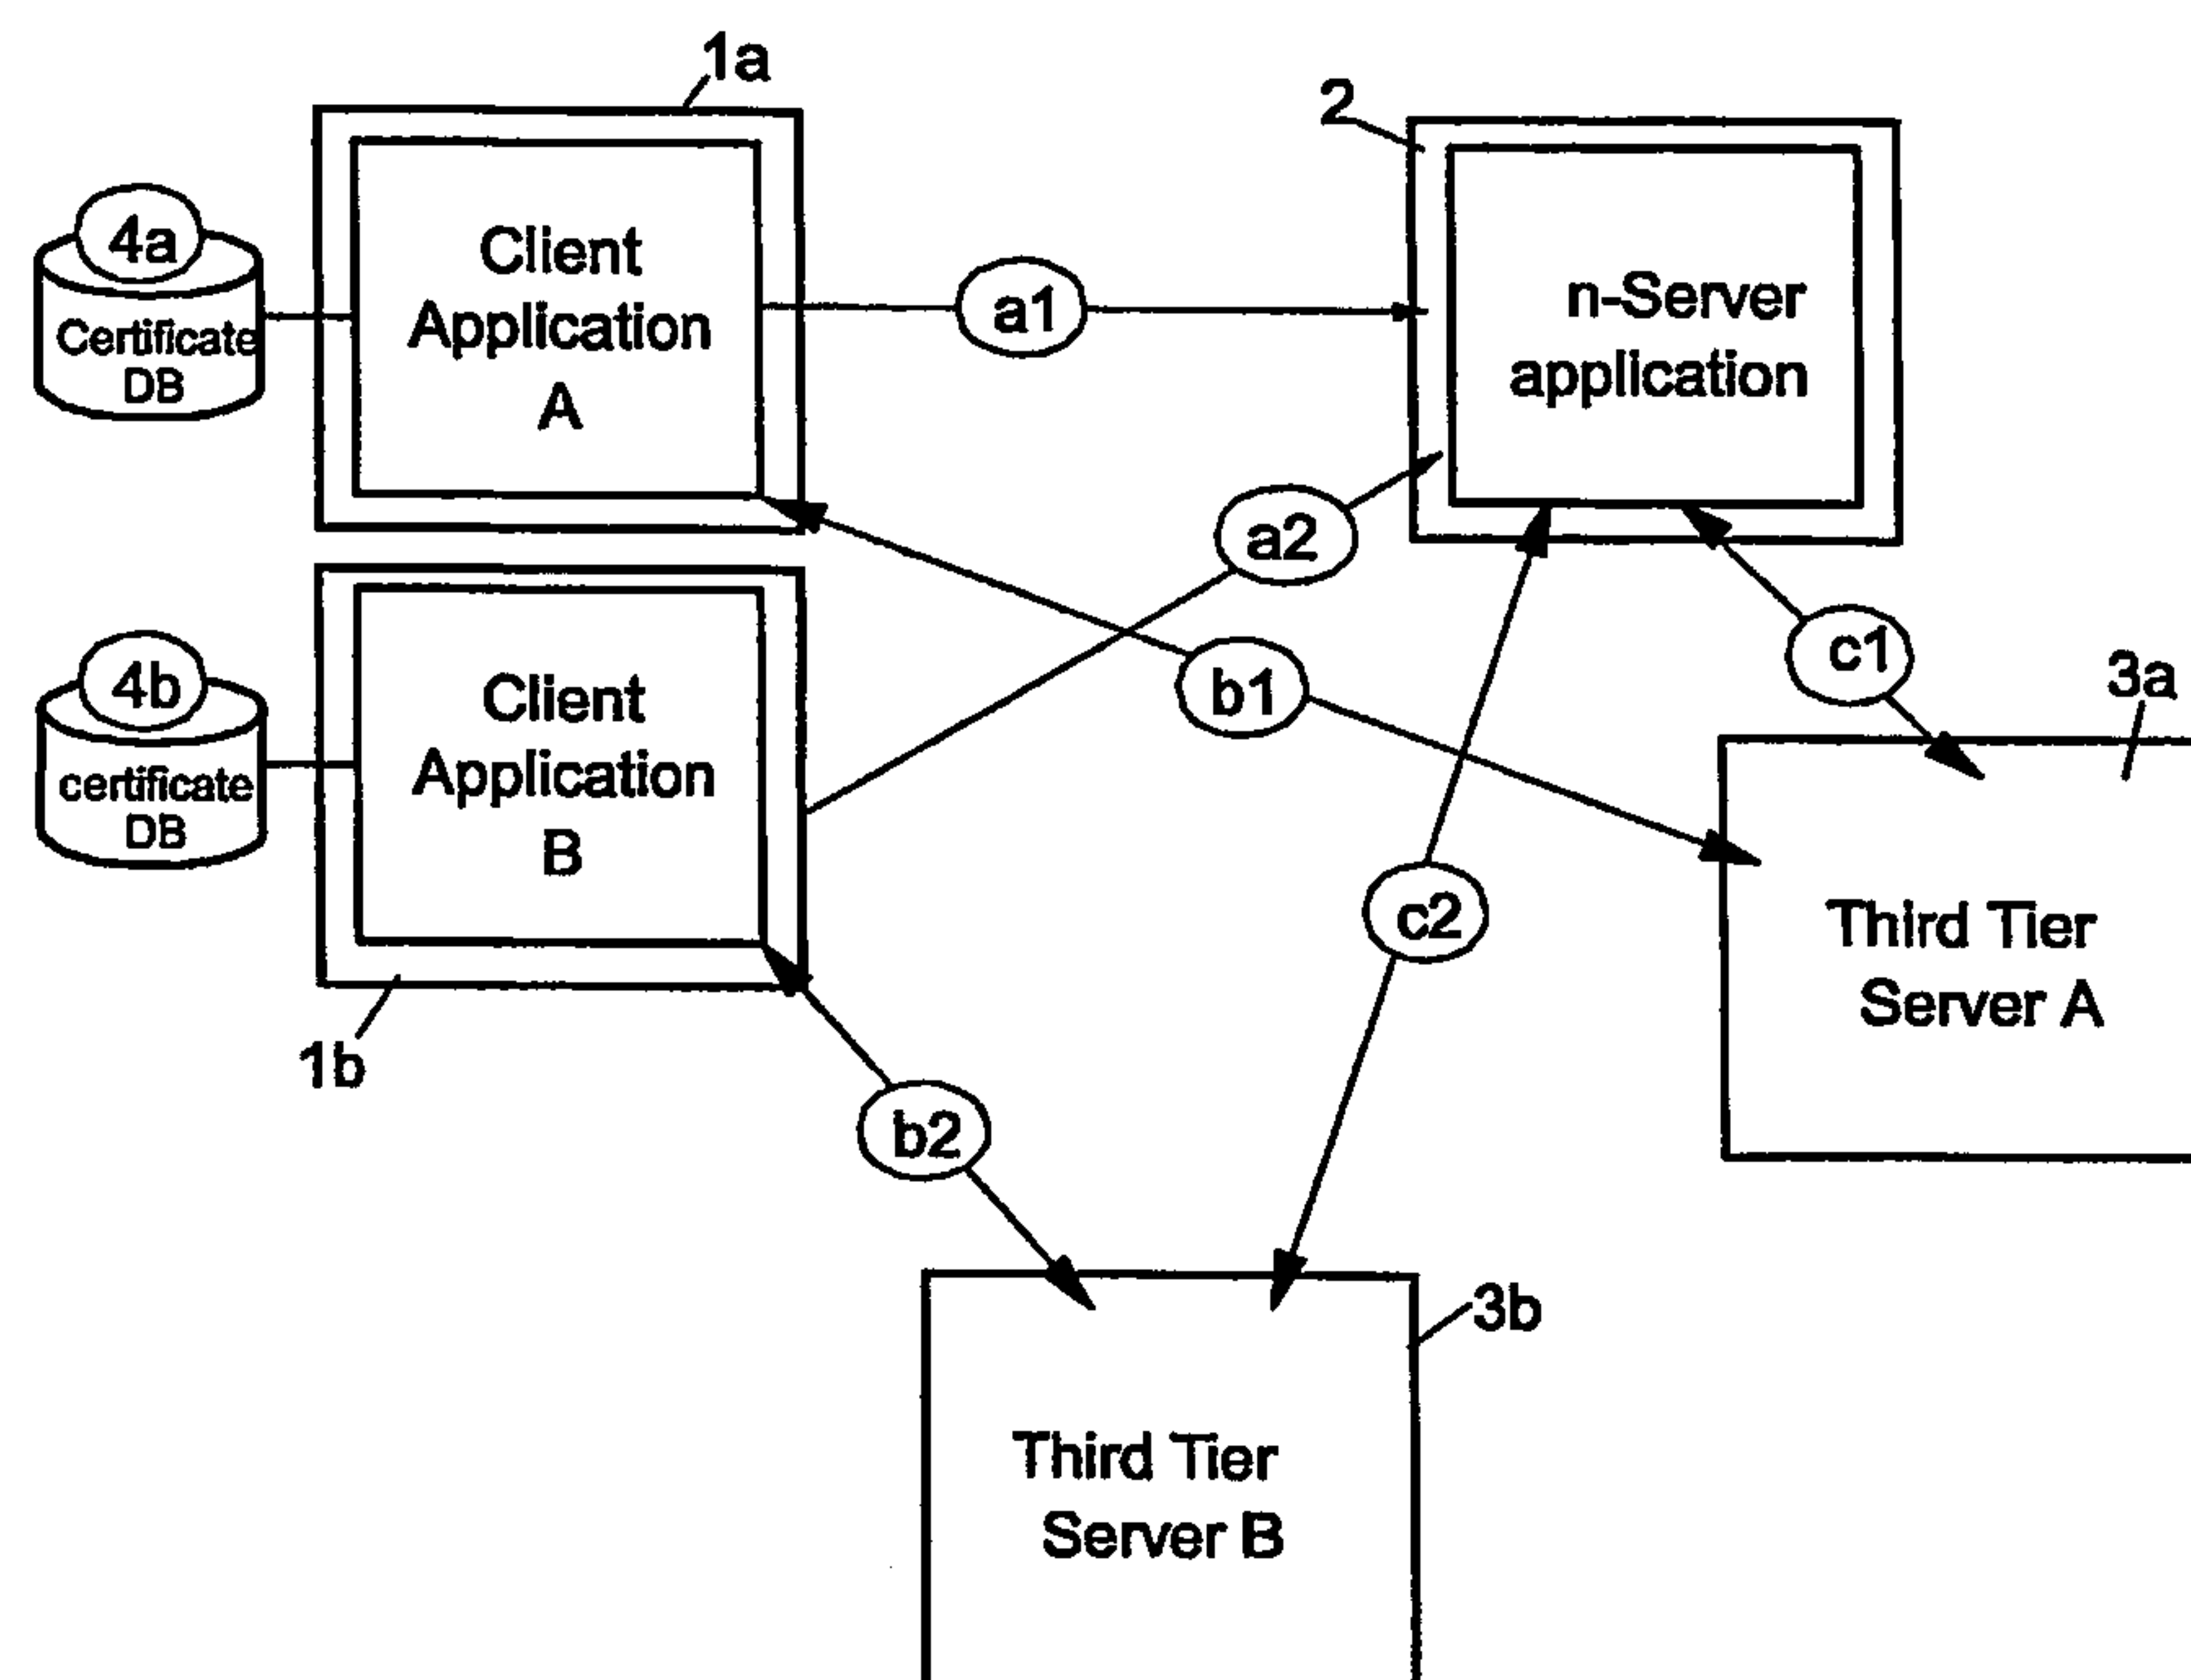 1a
2
4a
Certificate
DB
Client
Application
A
a1
n-Server
application
a2
4b
certificate
DB
Client
Application
B
b1
c1
3a
1b
c2
Third Tier
Server A
b2
3b
Third Tier
Server B